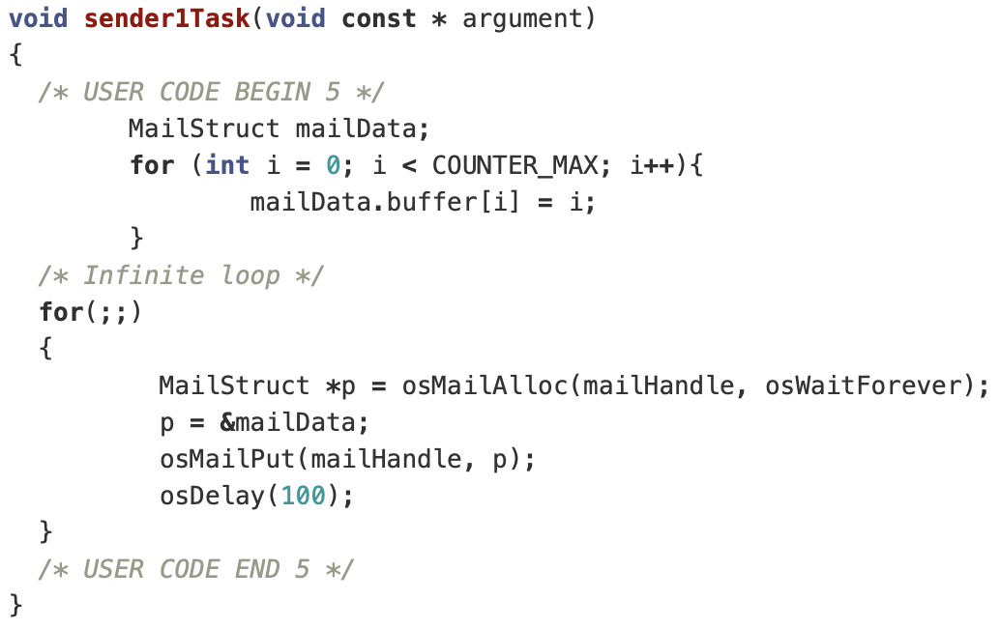 void sender1Task(void const * argument)
{
/* USER CODE BEGIN 5 */
MailStruct mailData;
for (int i = 0; i < COUNTER_MAX; i++){
mailData.buffer[i] = i;
}
/* Infinite loop */
for(;;)
{
MailStruct *p = osMailAlloc(mailHandle, osWaitForever);
p = &mailData;
osMailPut(mailHandle, p);
osDelay(100);
}
/* USER CODE END 5 */
}